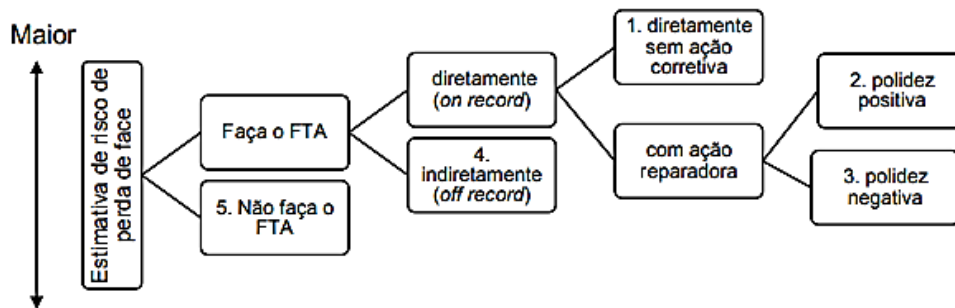 Maior
Estimativa de risco de
perda de face
Faça o FTA
5. Não faça o
FTA
diretamente
(on record)
4.
indiretamente
(off record)
1. diretamente
sem ação
corretiva
com ação
reparadora
2. polidez
positiva
3. polidez
negativa